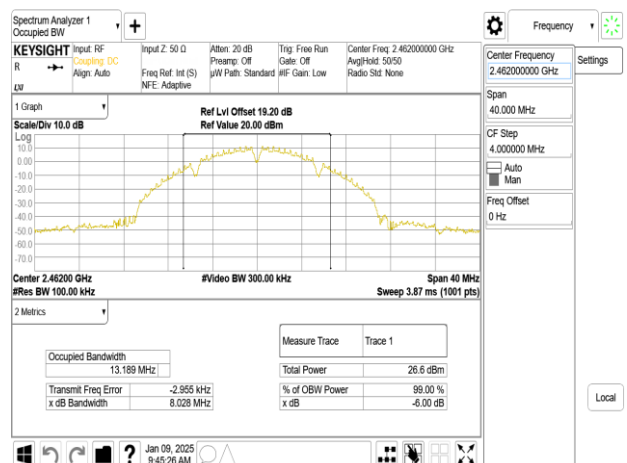 Spectrum Analyzer 1
Occupied BW
+
Frequency
KEYSIGHT
R
LXI
Input: RF
Coupling: DC
Align: Auto
Input Z: 50 Ω
Freq Ref: Int (S)
NFE: Adaptive
Atten: 20 dB
Preamp: Off
µW Path: Standard
Trig: Free Run
Gate: Off
#IF Gain: Low
Center Freq: 2.462000000 GHz
Avg|Hold: 50/50
Radio Std: None
Center Frequency
2.462000000 GHz
Settings
Span
40.000 MHz
CF Step
4.000000 MHz
Auto
Man
Freq Offset
0 Hz
Local
1 Graph
Scale/Div 10.0 dB
Ref Lvl Offset 19.20 dB
Ref Value 20.00 dBm
Log
10.0
0.00
-10.0
-20.0
-30.0
-40.0
-50.0
-60.0
-70.0
Center 2.46200 GHz
#Res BW 100.00 kHz
#Video BW 300.00 kHz
Span 40 MHz
Sweep 3.87 ms (1001 pts)
2 Metrics
Occupied Bandwidth
13.189 MHz
Transmit Freq Error -2.955 kHz
x dB Bandwidth 8.028 MHz
Measure Trace Trace 1
Total Power 26.6 dBm
% of OBW Power 99.00 %
x dB -6.00 dB
?
Jan 09, 2025
9:45:26 AM